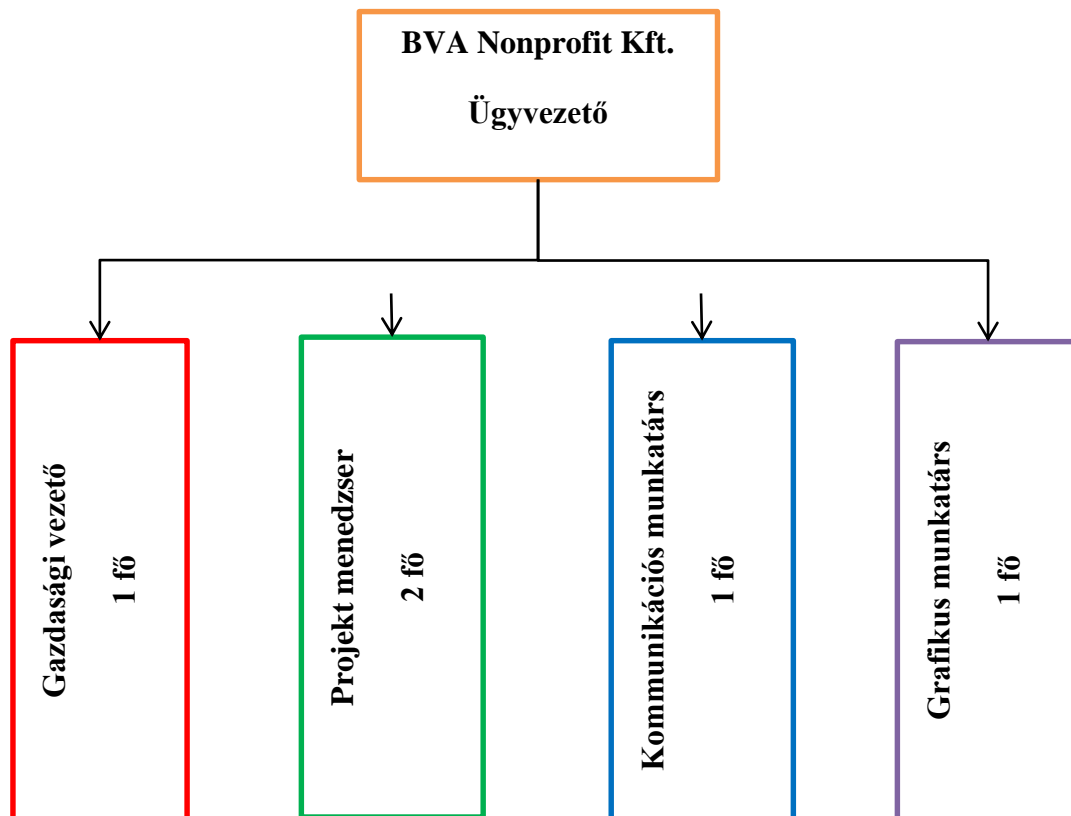 BVA Nonprofit Kft.
Ügyvezető
Gazdasági vezető
1 fő
Projekt menedzser
2 fő
Kommunikációs munkatárs
1 fő
Grafikus munkatárs
1 fő